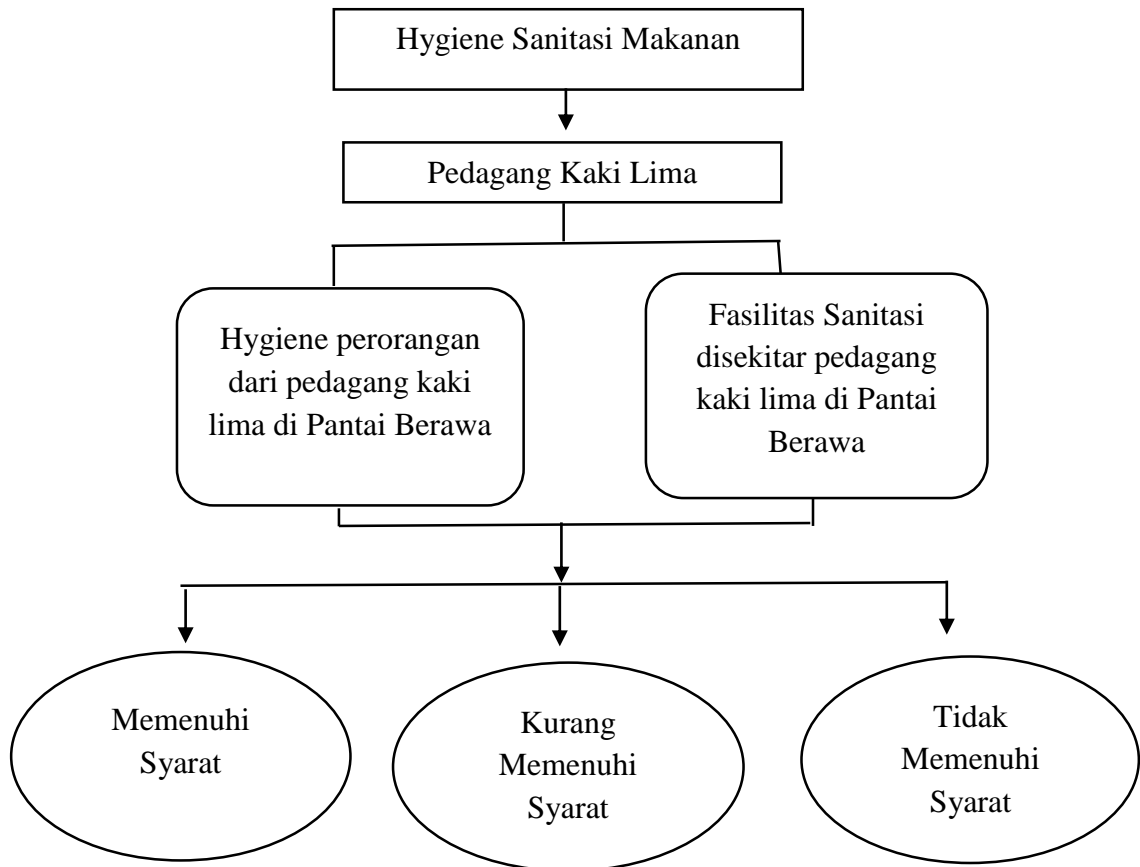 Hygiene Sanitasi Makanan
Pedagang Kaki Lima
Hygiene perorangan
dari pedagang kaki
lima di Pantai Berawa
Fasilitas Sanitasi
disekitar pedagang
kaki lima di Pantai
Berawa
Memenuhi
Syarat
Kurang
Memenuhi
Syarat
Tidak
Memenuhi
Syarat